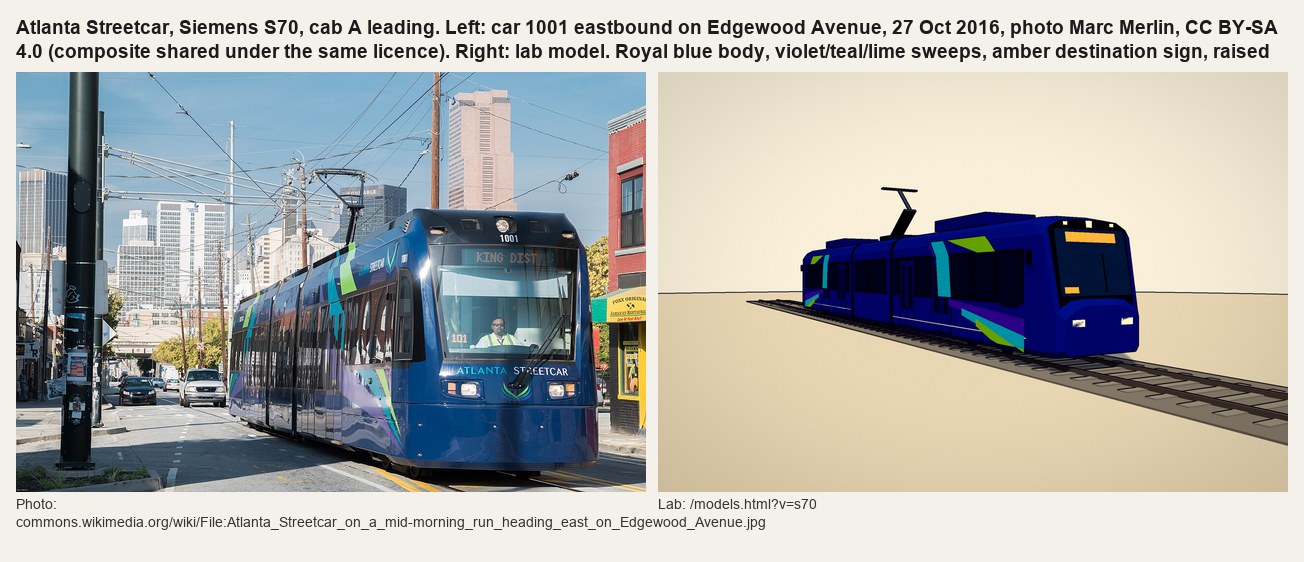 Atlanta Streetcar, Siemens S70, cab A leading. Left: car 1001 eastbound on Edgewood Avenue, 27 Oct 2016, photo Marc Merlin, CC BY-SA
4.0 (composite shared under the same licence). Right: lab model. Royal blue body, violet/teal/lime sweeps, amber destination sign, raised
1001
KING DIST
STREETCAR
101
ATLANTA STREETCAR
Photo:
commons.wikimedia.org/wiki/File:Atlanta_Streetcar_on_a_mid-morning_run_heading_east_on_Edgewood_Avenue.jpg
Lab: /models.html?v=s70